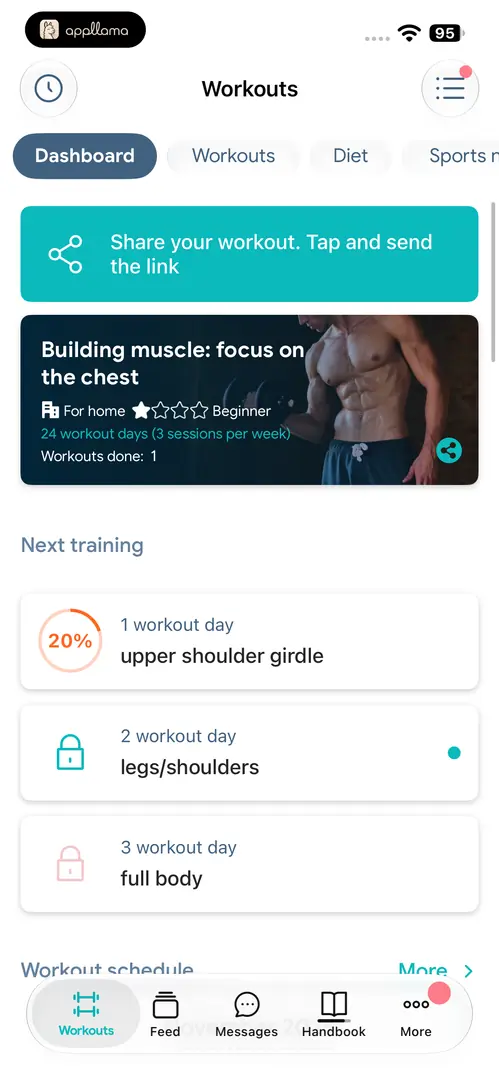 appllama
95
Workouts
Dashboard
Workouts
Diet
Sports n
Share your workout. Tap and send
the link
Building muscle: focus on
the chest
For home
Beginner
24 workout days (3 sessions per week)
Workouts done: 1
Next training
20%
1 workout day
upper shoulder girdle
2 workout day
legs/shoulders
3 workout day
full body
Workout schedule
More
Workouts
Feed
Messages
Handbook
More